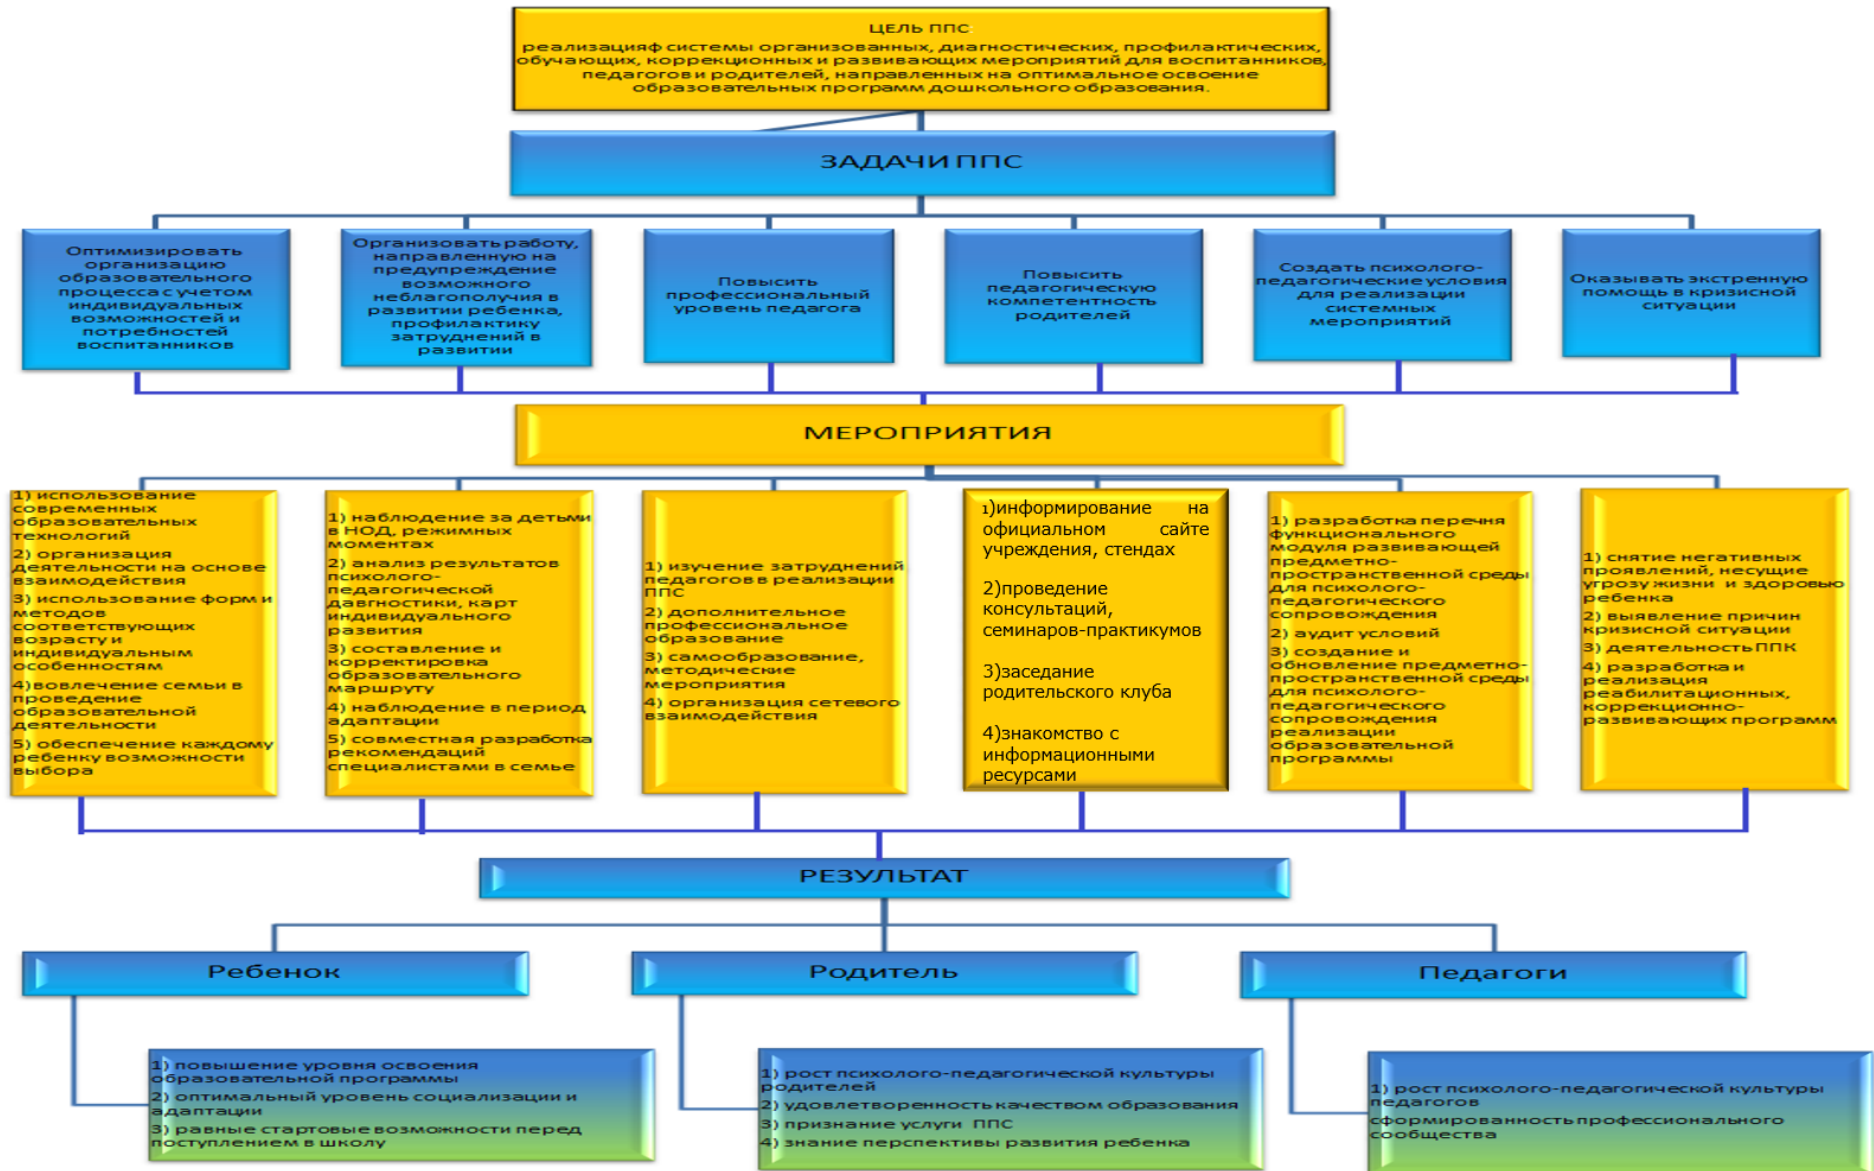 ЦЕЛЬ ППС:
реализацияф системы организованных, диагностических, профилактических,
обучающих, коррекционных и развивающих мероприятий для воспитанников,
педагогов и родителей, направленных на оптимальное освоение
образовательных программ дошкольного образования.
ЗАДАЧИ ППС
Оптимизировать
организацию
образовательного
процесса с учетом
индивидуальных
возможностей и
потребностей
воспитанников
Организовать работу,
направленную на
предупреждение
возможного
неблагополучия в
развитии ребенка,
профилактику
затруднений в
развитии
Повысить
профессиональный
уровень педагога
Повысить
педагогическую
компетентность
родителей
Создать психолого-
педагогические условия
для реализации
системных
мероприятий
Оказывать экстренную
помощь в кризисной
ситуации
МЕРОПРИЯТИЯ
1) использование
современных
образовательных
технологий
2) организация
деятельности на основе
взаимодействия
3) использование форм и
методов
соответствующих
возрасту и
индивидуальным
особенностям
4)вовлечение семьи в
проведение
образовательной
деятельности
5) обеспечение каждому
ребенку возможности
выбора
1) наблюдение за детьми
в НОД, режимных
моментах
2) анализ результатов
психолого-
педагогической
давгностики, карт
индивидуального
развития
3) составление и
корректировка
образовательного
маршруту
4) наблюдение в период
адаптации
5) совместная разработка
рекомендаций
специалистами в семье
1) изучение затруднений
педагогов в реализации
ППС
2) дополнительное
профессиональное
образование
3) самообразование,
методические
мероприятия
4) организация сетевого
взаимодействия
1)информирование на
официальном сайте
учреждения, стендах
2)проведение
консультаций,
семинаров-практикумов
3)заседание
родительского клуба
4)знакомство с
информационными
ресурсами
1) разработка перечня
функционального
модуля развивающей
предметно-
пространственной среды
для психолого-
педагогического
сопровождения
2) аудит условий
3) создание и
обновление предметно-
пространственной среды
для психолого-
педагогического
сопровождения
реализации
образовательной
программы
1) снятие негативных
проявлений, несущие
угрозу жизни и здоровью
ребенка
2) выявление причин
кризисной ситуации
3) деятельность ППК
4) разработка и
реализация
реабилитационных,
коррекционно-
развивающих программ
РЕЗУЛЬТАТ
Ребенок
Родитель
Педагоги
1) повышение уровня освоения
образовательной программы
2) оптимальный уровень социализации и
адаптации
3) равные стартовые возможности перед
поступлением в школу
1) рост психолого-педагогической культуры
родителей
2) удовлетворенность качеством образования
3) признание услуги ППС
4) знание перспективы развития ребенка
1) рост психолого-педагогической культуры
педагогов
сформированность профессионального
сообщества